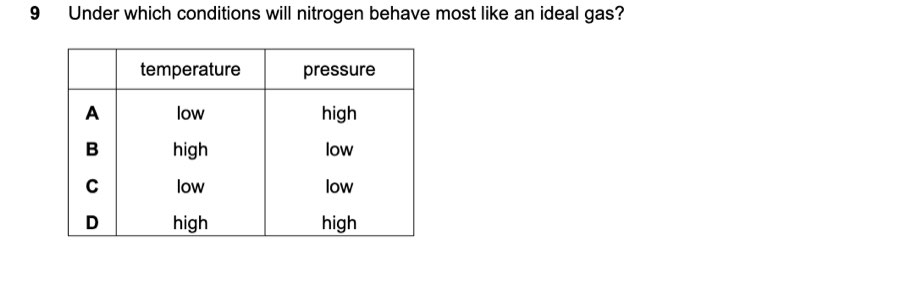 9 Under which conditions will nitrogen behave most like an ideal gas?
temperature pressure
A low high
B high low
C low low
D high high